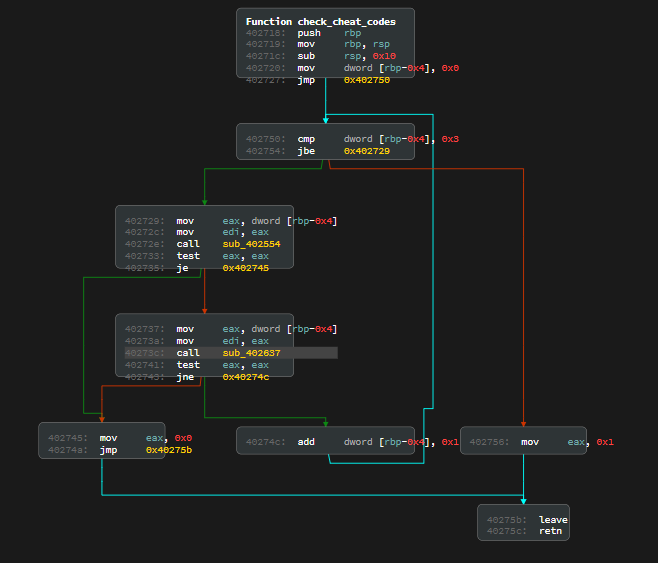 Function check_cheat_codes
402718: push rbp
402719: mov rbp, rsp
40271c: sub rsp, 0x10
402720: mov dword [rbp-0x4], 0x0
402727: jmp 0x402750
402750: cmp dword [rbp-0x4], 0x3
402754: jbe 0x402729
402729: mov eax, dword [rbp-0x4]
40272c: mov edi, eax
40272e: call sub_402554
402733: test eax, eax
402735: je 0x402745
402737: mov eax, dword [rbp-0x4]
40273a: mov edi, eax
40273c: call sub_402637
402741: test eax, eax
402743: jne 0x40274c
402745: mov eax, 0x0
40274a: jmp 0x40275b
40274c: add dword [rbp-0x4], 0x1
402756: mov eax, 0x1
40275b: leave
40275c: retn